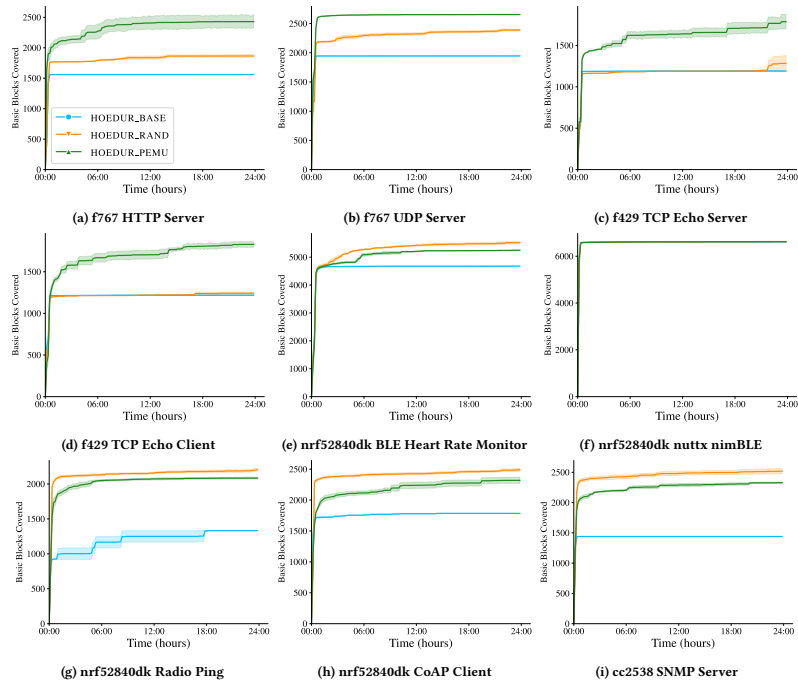 2500
2000
1500
1000
500
0
Basic Blocks Covered
HOEDUR_BASE
HOEDUR_RAND
HOEDUR_PEMU
00:00 06:00 12:00 18:00 24:00
Time (hours)
(a) f767 HTTP Server
2500
2000
1500
1000
500
0
Basic Blocks Covered
00:00 06:00 12:00 18:00 24:00
Time (hours)
(b) f767 UDP Server
1500
1000
500
0
Basic Blocks Covered
00:00 06:00 12:00 18:00 24:00
Time (hours)
(c) f429 TCP Echo Server
1500
1000
500
0
Basic Blocks Covered
00:00 06:00 12:00 18:00 24:00
Time (hours)
(d) f429 TCP Echo Client
5000
4000
3000
2000
1000
0
Basic Blocks Covered
00:00 06:00 12:00 18:00 24:00
Time (hours)
(e) nrf52840dk BLE Heart Rate Monitor
6000
4000
2000
0
Basic Blocks Covered
00:00 06:00 12:00 18:00 24:00
Time (hours)
(f) nrf52840dk nuttx nimBLE
2000
1500
1000
500
0
Basic Blocks Covered
00:00 06:00 12:00 18:00 24:00
Time (hours)
(g) nrf52840dk Radio Ping
2500
2000
1500
1000
500
0
Basic Blocks Covered
00:00 06:00 12:00 18:00 24:00
Time (hours)
(h) nrf52840dk CoAP Client
2500
2000
1500
1000
500
0
Basic Blocks Covered
00:00 06:00 12:00 18:00 24:00
Time (hours)
(i) cc2538 SNMP Server